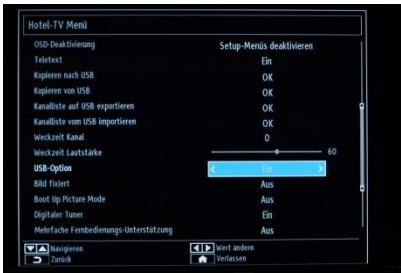 Hotel-TV Menü
OSD-Deaktivierung Setup-Menüs deaktivieren
Teletext Ein
Kopieren nach USB OK
Kopieren von USB OK
Kanalliste auf USB exportieren OK
Kanalliste vom USB importieren OK
Weckzeit Kanal 0
Weckzeit Lautstärke 60
USB-Option Ein
Bild fixiert Aus
Boot Up Picture Mode Aus
Digitaler Tuner Ein
Mehrfache Fernbedienungs-Unterstützung Aus
Navigieren Wert ändern
Zurück Verlassen